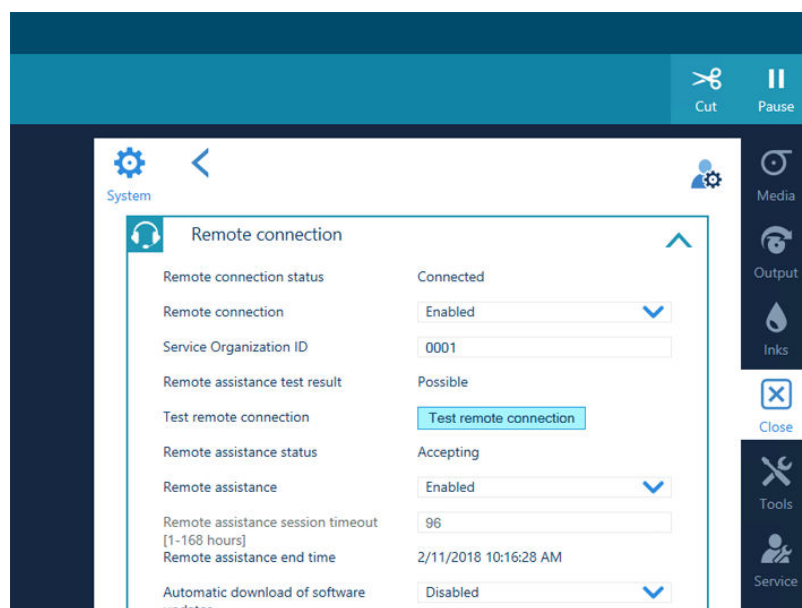 Cut
Pause
System
Media
Remote connection
Output
Remote connection status Connected
Remote connection Enabled
Inks
Service Organization ID 0001
Remote assistance test result Possible
Test remote connection Test remote connection
Close
Remote assistance status Accepting
Remote assistance Enabled
Tools
Remote assistance session timeout 96
[1-168 hours]
Remote assistance end time 2/11/2018 10:16:28 AM
Service
Automatic download of software Disabled